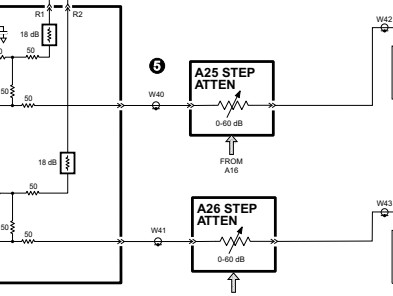 R1 R2
W42
18 dB
50
5
A25 STEP
ATTEN
50
50
W40
0-60 dB
FROM
A16
18 dB
50
W43
A26 STEP
ATTEN
50
50
W41
0-60 dB